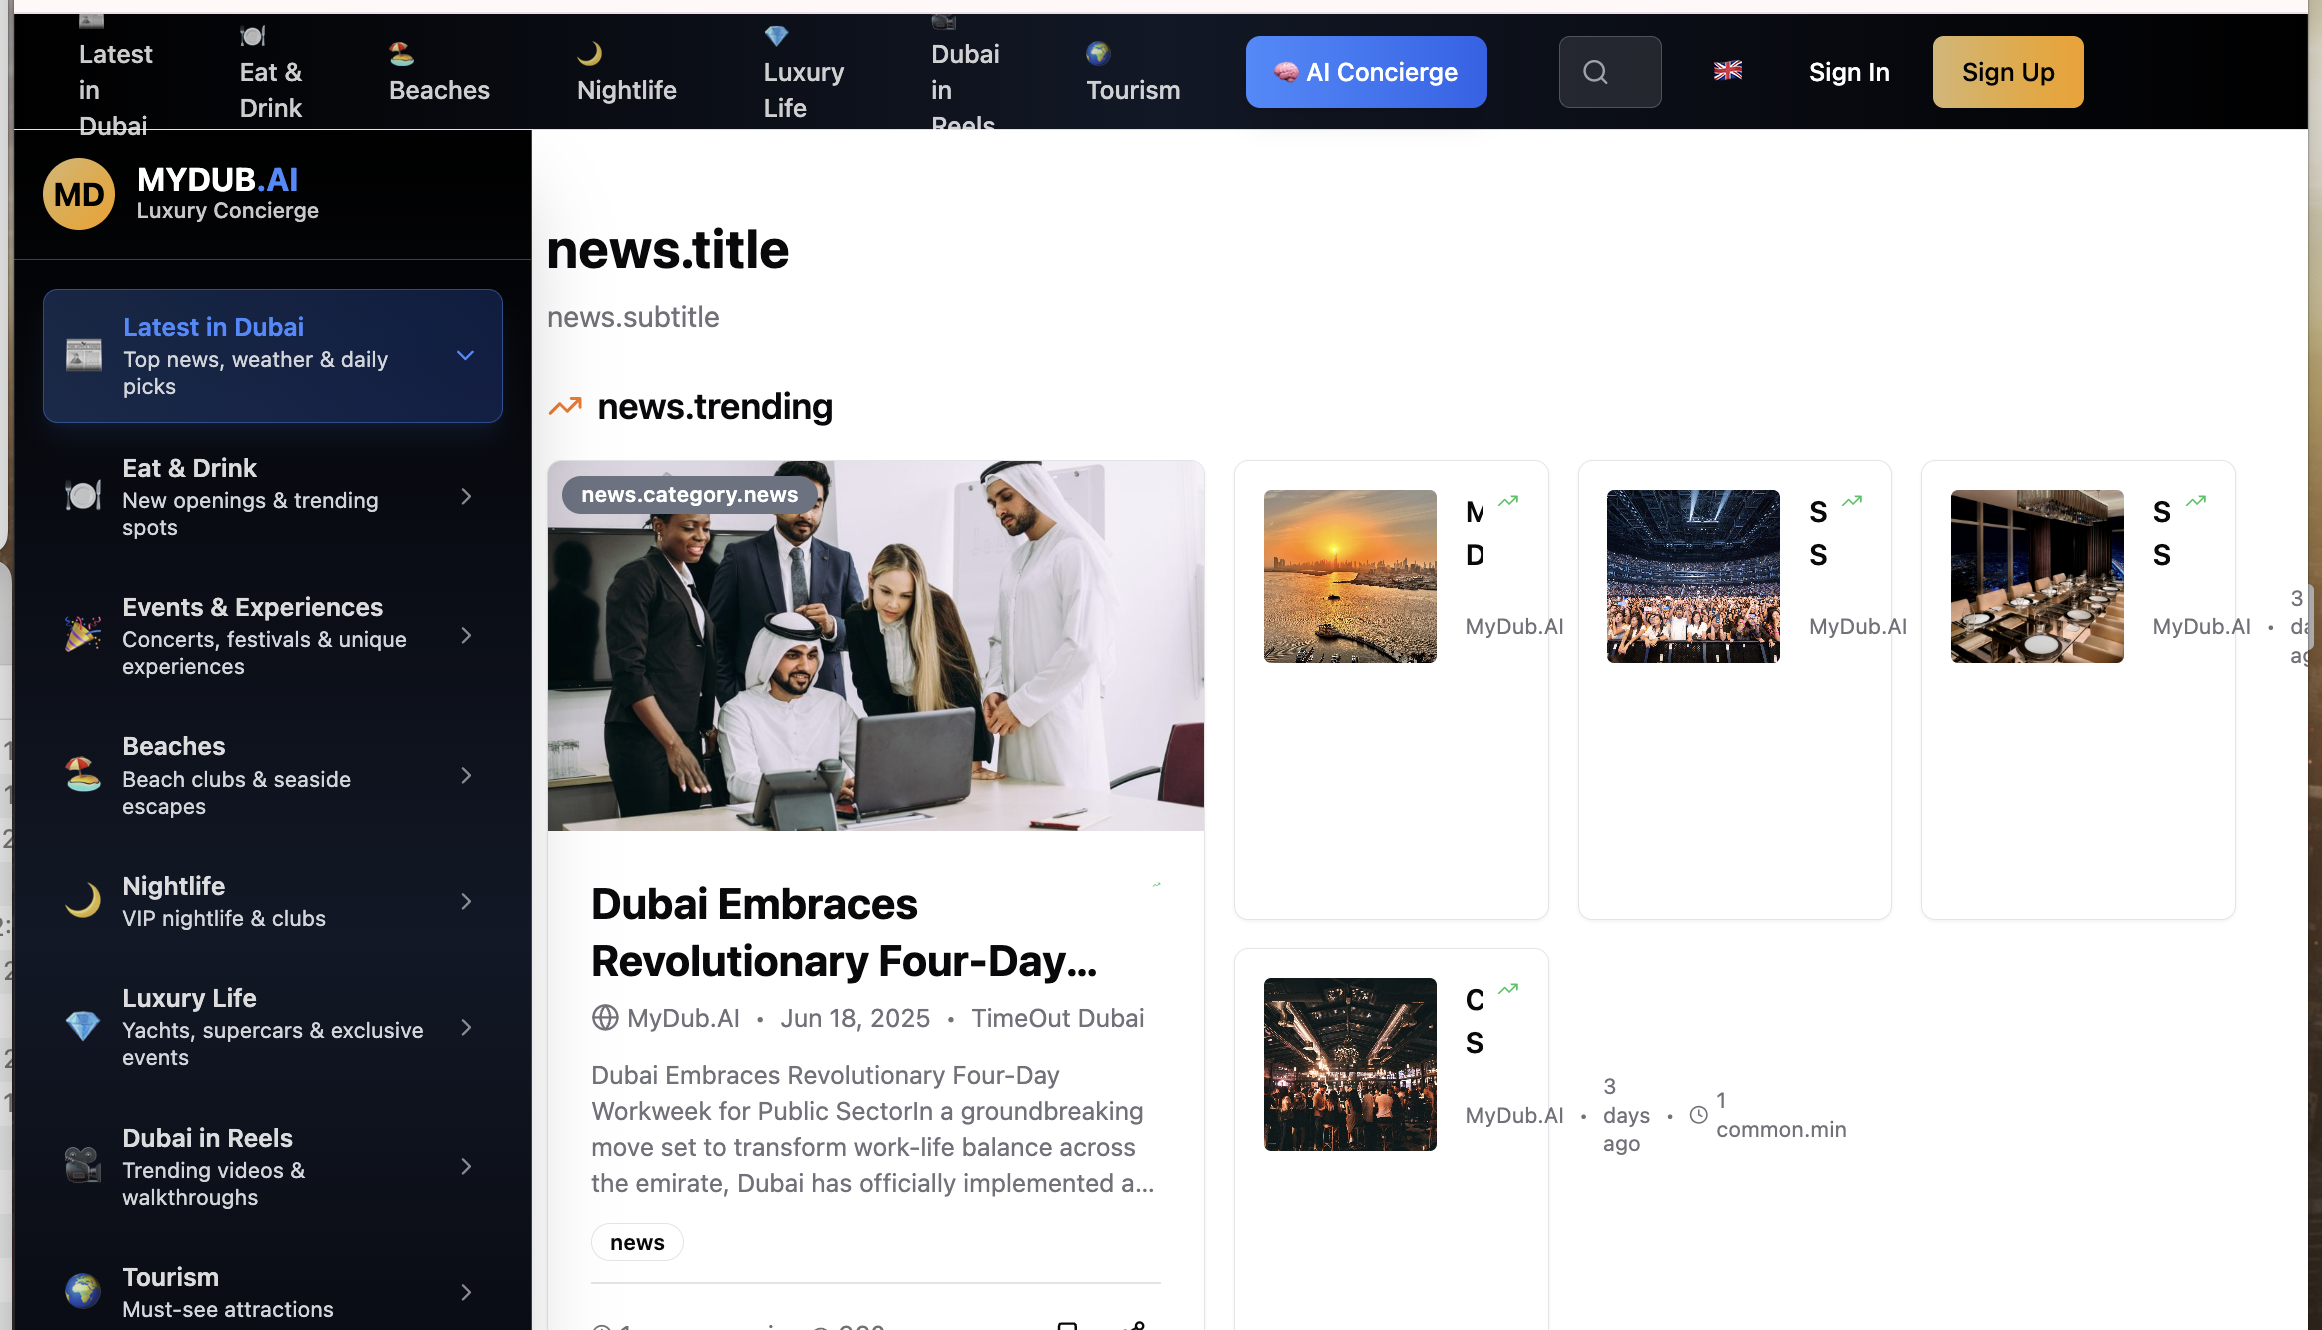 Latest
in
Dubai
Eat &
Drink
Beaches
Nightlife
Luxury
Life
Dubai
in
Reels
Tourism
AI Concierge
Sign In
Sign Up
MD
MYDUB.AI
Luxury Concierge
Latest in Dubai
Top news, weather & daily
picks
Eat & Drink
New openings & trending
spots
Events & Experiences
Concerts, festivals & unique
experiences
Beaches
Beach clubs & seaside
escapes
Nightlife
VIP nightlife & clubs
Luxury Life
Yachts, supercars & exclusive
events
Dubai in Reels
Trending videos &
walkthroughs
Tourism
Must-see attractions
news.title
news.subtitle
news.trending
news.category.news
Dubai Embraces
Revolutionary Four-Day...
MyDub.AI • Jun 18, 2025 • TimeOut Dubai
Dubai Embraces Revolutionary Four-Day
Workweek for Public SectorIn a groundbreaking
move set to transform work-life balance across
the emirate, Dubai has officially implemented a...
news
M
D
MyDub.AI
S
S
MyDub.AI
S
S
MyDub.AI •
3
C
S
MyDub.AI •
3
days
ago
•
1
common.min